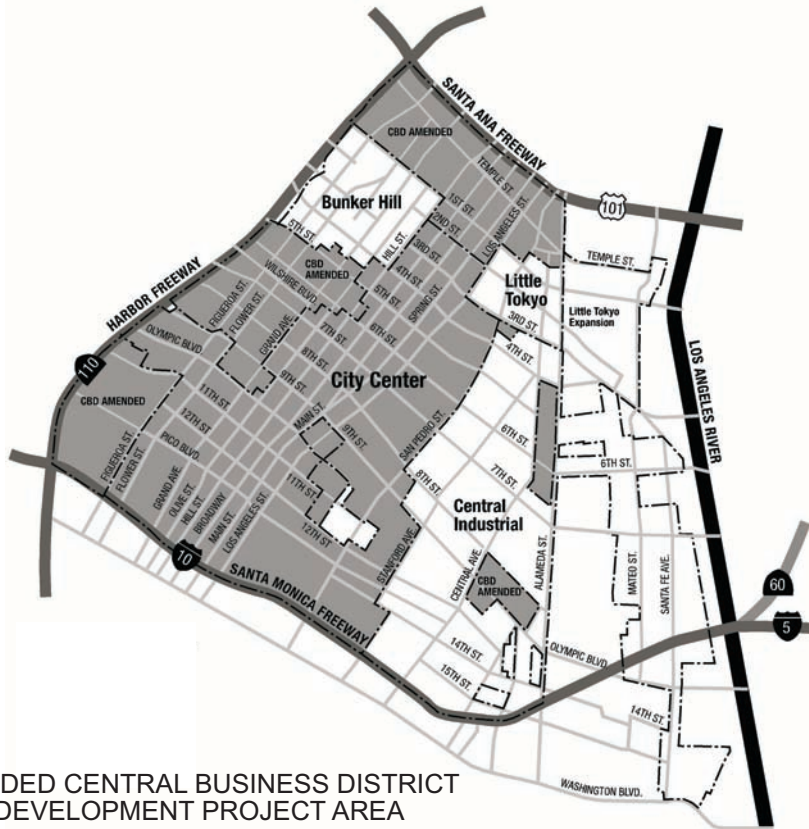 SANTA ANA FREEWAY
CBD AMENDED
TEMPLE ST.
1ST ST.
2ND ST.
LOS ANGELES ST.
101
Bunker Hill
5TH ST.
HILL ST.
3RD ST.
4TH ST.
5TH ST.
SPRING ST.
CBD
AMENDED
Little
Tokyo
TEMPLE ST.
Little Tokyo
Expansion
3RD ST.
4TH ST.
HARBOR FREEWAY
FIGUEROA ST.
FLOWER ST.
WILSHIRE BLVD.
GRAND AVE.
6TH ST.
7TH ST.
8TH ST.
9TH ST.
OLYMPIC BLVD.
110
LOS ANGELES RIVER
City Center
CBD AMENDED
11TH ST.
12TH ST.
PICO BLVD.
MAIN ST.
9TH ST.
SAN PEDRO ST.
6TH ST.
7TH ST.
8TH ST.
6TH ST.
FIGUEROA ST.
FLOWER ST.
GRAND AVE.
OLIVE ST.
HILL ST.
BROADWAY
MAIN ST.
LOS ANGELES ST.
11TH ST.
12TH ST
Central
Industrial
STANFORD AVE.
CENTRAL AVE.
ALAMEDA ST.
MATEO ST.
SANTA FE AVE.
CBD
AMENDED
10
SANTA MONICA FREEWAY
60
5
14TH ST.
15TH ST.
OLYMPIC BLVD.
14TH ST.
WASHINGTON BLVD.
DED CENTRAL BUSINESS DISTRICT
DEVELOPMENT PROJECT AREA